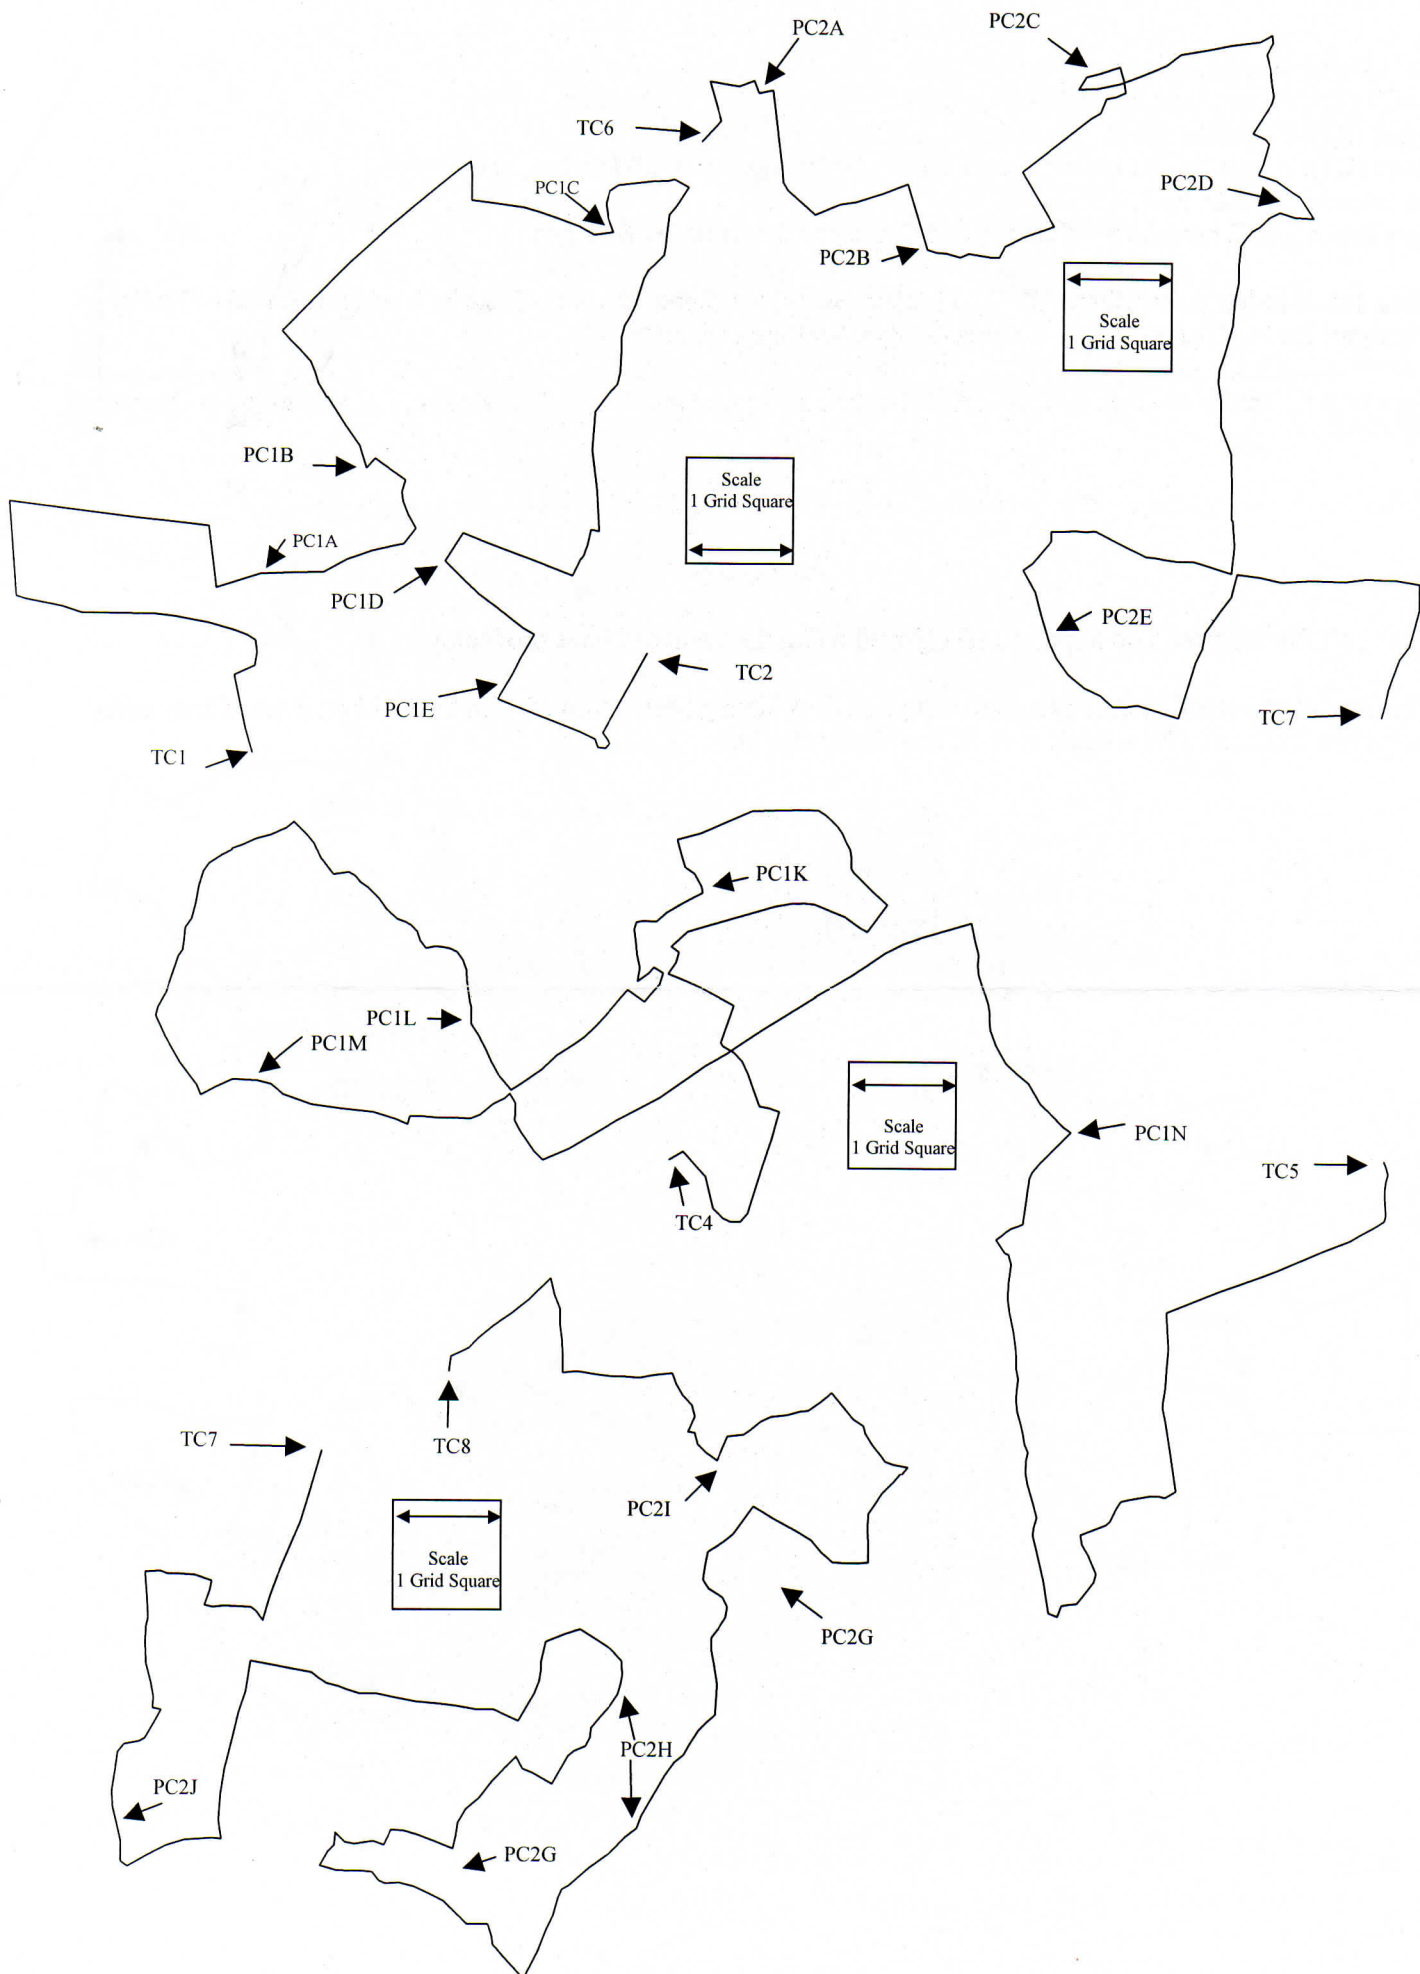 PC2C
PC2A
TC6
PC1C
PC2D
PC2B
Scale
1 Grid Square
PC1B
Scale
1 Grid Square
PC1A
PC1D
PC2E
TC2
PC1E
TC7
TC1
PC1K
PC1L
PC1M
Scale
1 Grid Square
PC1N
TC5
TC4
TC7
TC8
PC2I
Scale
1 Grid Square
PC2G
PC2H
PC2J
PC2G